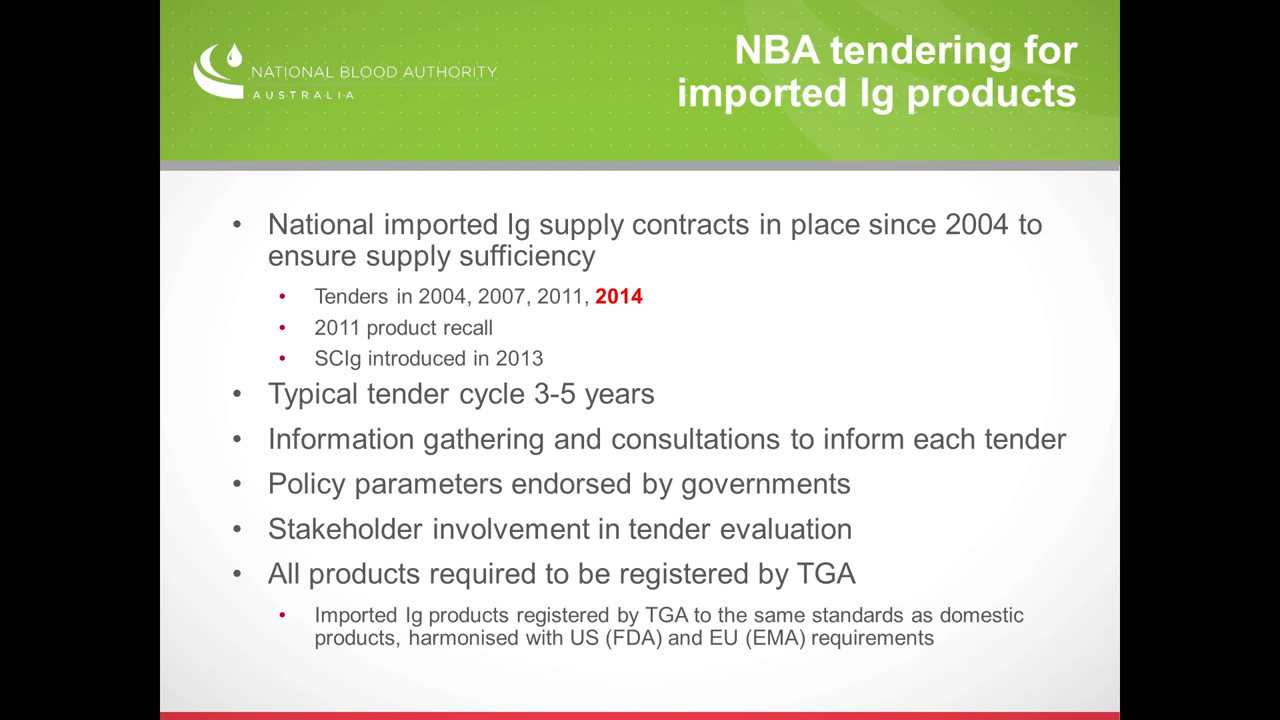 NATIONAL BLOOD AUTHORITY
AUSTRALIA
NBA tendering for
imported Ig products
• National imported Ig supply contracts in place since 2004 to
ensure supply sufficiency
• Tenders in 2004, 2007, 2011, 2014
• 2011 product recall
• SCIg introduced in 2013
• Typical tender cycle 3-5 years
• Information gathering and consultations to inform each tender
• Policy parameters endorsed by governments
• Stakeholder involvement in tender evaluation
• All products required to be registered by TGA
• Imported Ig products registered by TGA to the same standards as domestic
products, harmonised with US (FDA) and EU (EMA) requirements